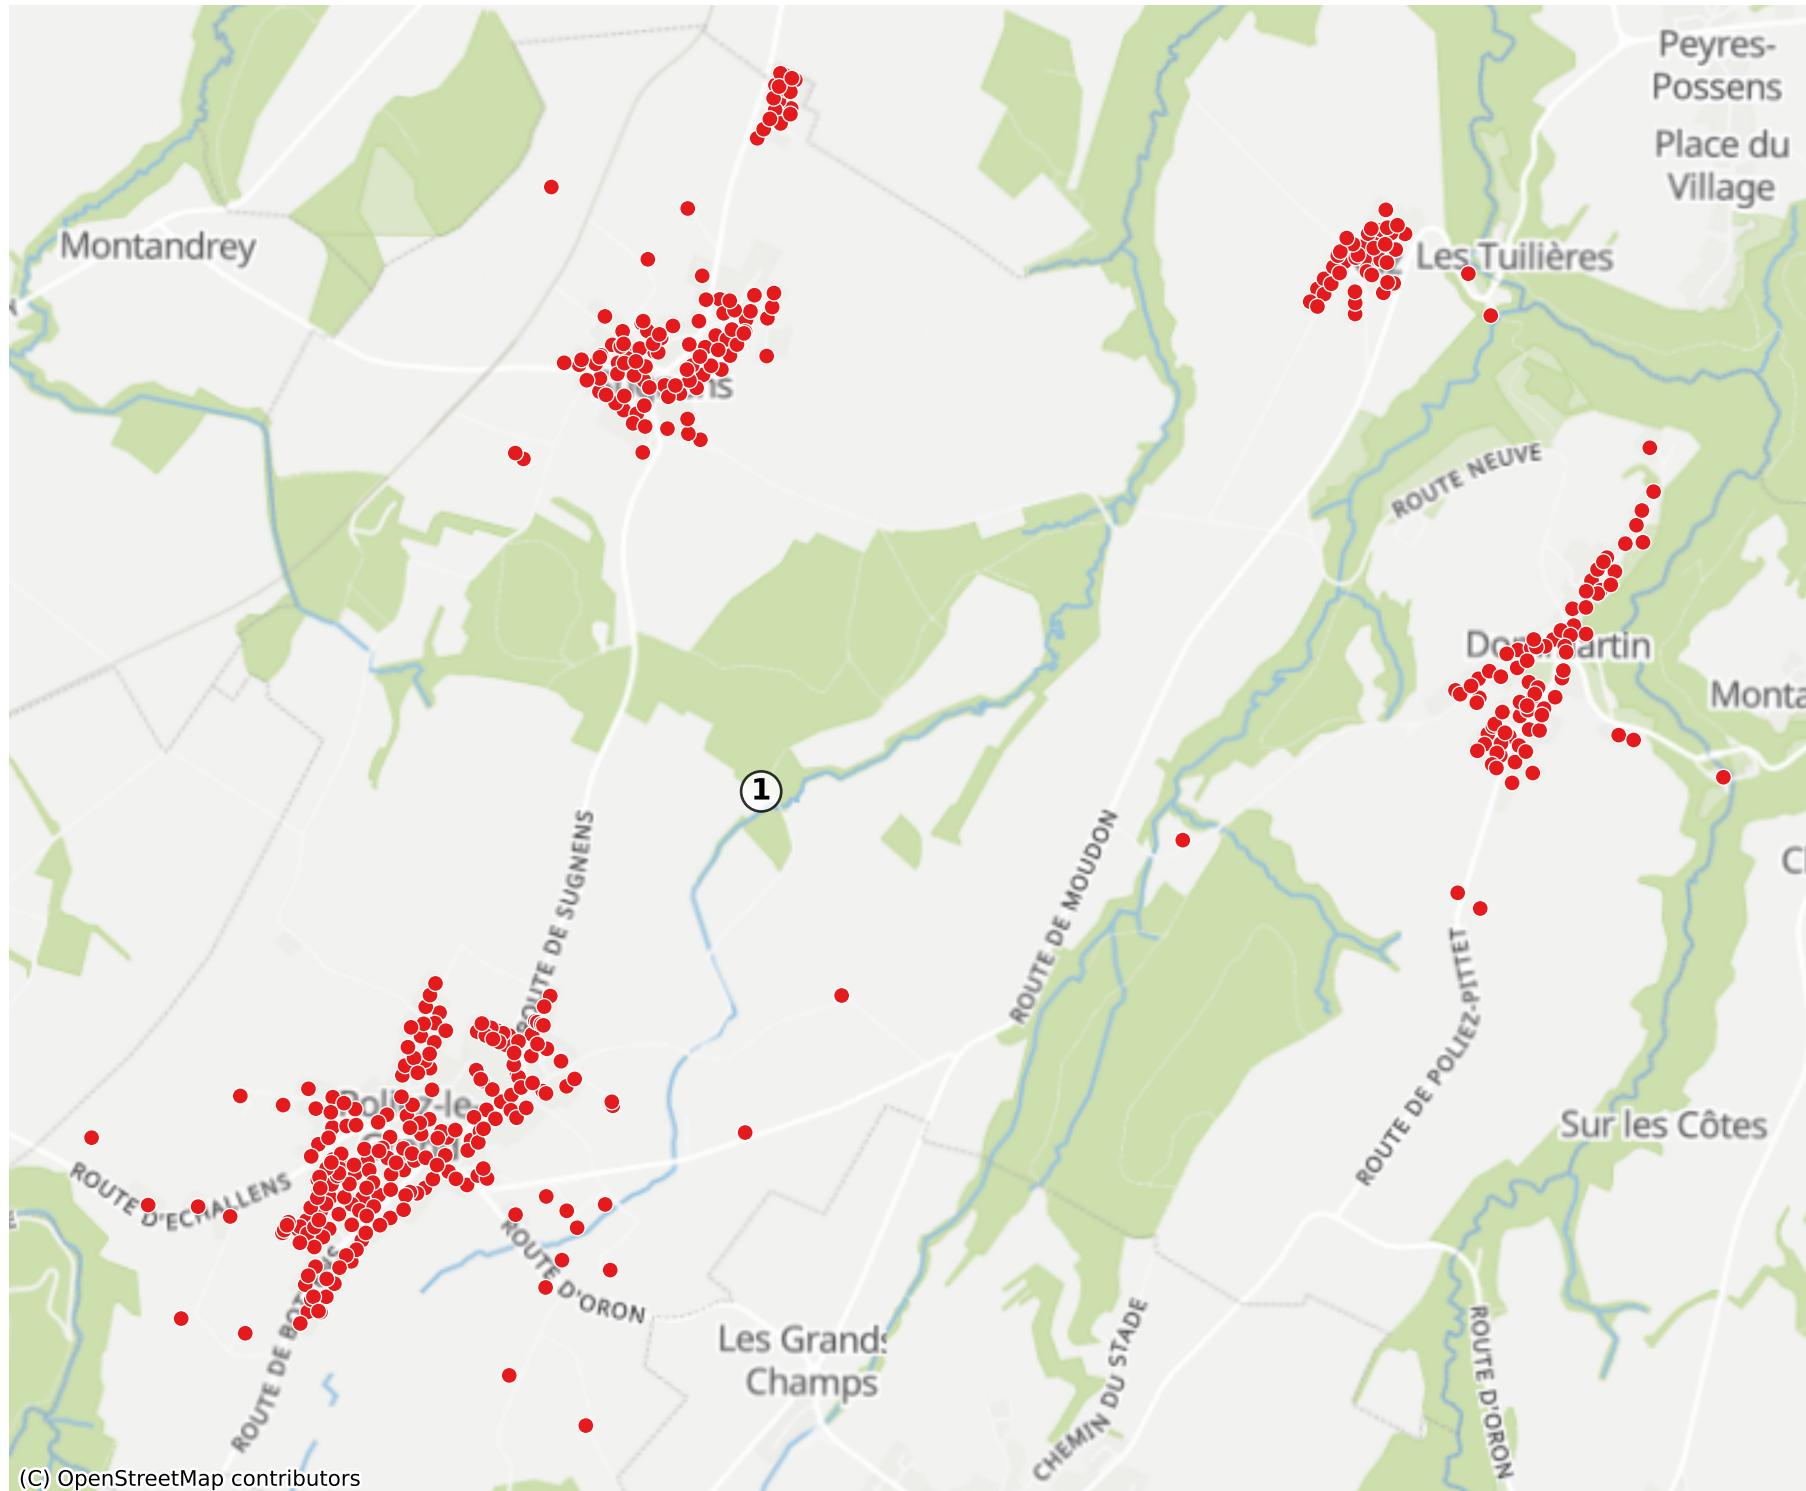 Peyres-
Possens
Place du
Village
Montandrey
Les Tuilières
ROUTE NEUVE
Monta
1
ROUTE DE SUGNENS
ROUTE DE MOUDON
ROUTE DE POLIEZ-PITTET
Sur les Côtes
ROUTE D'ECHALLENS
ROUTE D'ORON
Les Grands
Champs
CHEMIN DU STADE
ROUTE D'ORON
(C) OpenStreetMap contributors